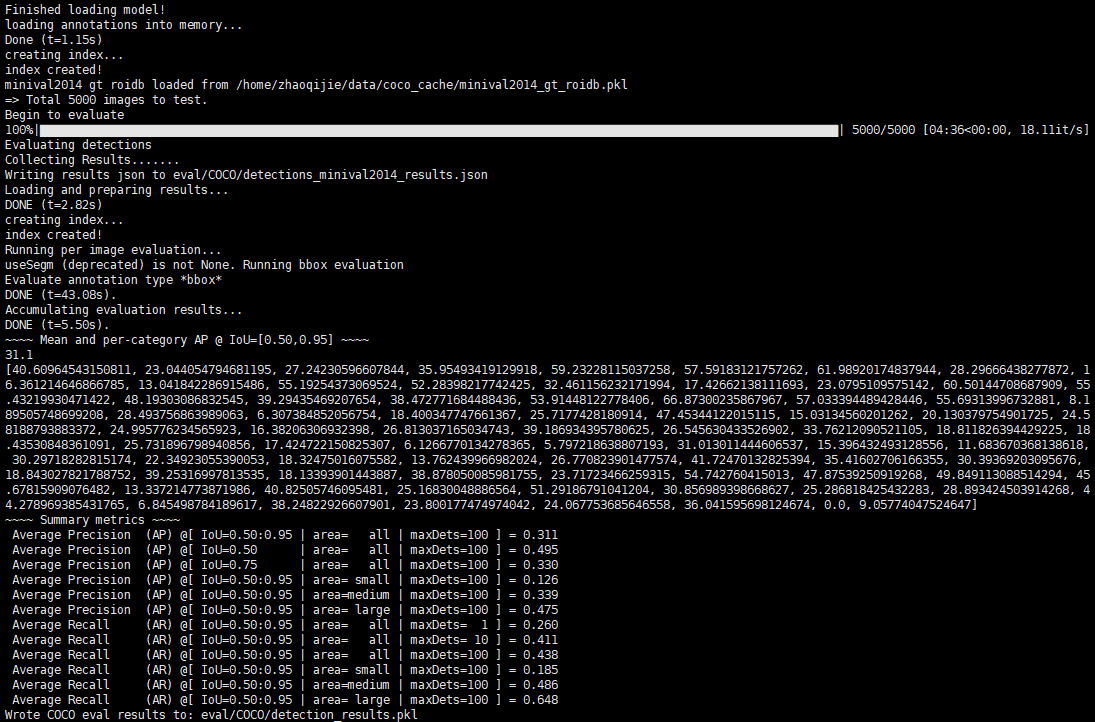 Finished loading model!
loading annotations into memory...
Done (t=1.15s)
creating index...
index created!
minival2014 gt roidb loaded from /home/zhaoqijie/data/coco_cache/minival2014_gt_roidb.pkl
=> Total 5000 images to test.
Begin to evaluate
100%| | 5000/5000 [04:36<00:00, 18.11it/s]
Evaluating detections
Collecting Results.......
Writing results json to eval/COCO/detections_minival2014_results.json
Loading and preparing results...
DONE (t=2.82s)
creating index...
index created!
Running per image evaluation...
useSegm (deprecated) is not None. Running bbox evaluation
Evaluate annotation type *bbox*
DONE (t=43.08s).
Accumulating evaluation results...
DONE (t=5.50s).
~~~~ Mean and per-category AP @ IoU=[0.50,0.95] ~~~~
31.1
[40.60964543150811, 23.044054794681195, 27.24230596607844, 35.95493419129918, 59.23228115037258, 57.59183121757262, 61.98920174837944, 28.29666438277872, 1
6.361214646866785, 13.041842286915486, 55.19254373069524, 52.28398217742425, 32.461156232171994, 17.42662138111693, 23.0795109575142, 60.50144708687909, 55
.43219930471422, 48.19303086832545, 39.29435469207654, 38.472771684488436, 53.91448122778406, 66.87300235867967, 57.033394489428446, 55.69313996732881, 8.1
89505748699208, 28.493756863989063, 6.307384852056754, 18.400347747661367, 25.7177428180914, 47.45344122015115, 15.03134560201262, 20.130379754901725, 24.5
8188793883372, 24.995776234565923, 16.38206306932398, 26.813037165034743, 39.186934395780625, 26.545630433526902, 33.76212090521105, 18.811826394429225, 18
.43530848361091, 25.731896798940856, 17.424722150825307, 6.1266770134278365, 5.797218638807193, 31.013011444606537, 15.396432493128556, 11.683670368138618,
 30.29718282815174, 22.34923055390053, 18.32475016075582, 13.762439966982024, 26.770823901477574, 41.72470132825394, 35.41602706166355, 30.39369203095676,
18.843027821788752, 39.25316997813535, 18.13393901443887, 38.878050085981755, 23.71723466259315, 54.742760415013, 47.87539250919268, 49.849113088514294, 45
.67815909076482, 13.337214773871986, 40.82505746095481, 25.16830048886564, 51.29186791041204, 30.856989398668627, 25.286818425432283, 28.893424503914268, 4
4.278969385431765, 6.845498784189617, 38.24822926607901, 23.800177474974042, 24.067753685646558, 36.041595698124674, 0.0, 9.05774047524647]
~~~~ Summary metrics ~~~~
 Average Precision  (AP) @[ IoU=0.50:0.95 | area=   all | maxDets=100 ] = 0.311
 Average Precision  (AP) @[ IoU=0.50      | area=   all | maxDets=100 ] = 0.495
 Average Precision  (AP) @[ IoU=0.75      | area=   all | maxDets=100 ] = 0.330
 Average Precision  (AP) @[ IoU=0.50:0.95 | area= small | maxDets=100 ] = 0.126
 Average Precision  (AP) @[ IoU=0.50:0.95 | area=medium | maxDets=100 ] = 0.339
 Average Precision  (AP) @[ IoU=0.50:0.95 | area= large | maxDets=100 ] = 0.475
 Average Recall     (AR) @[ IoU=0.50:0.95 | area=   all | maxDets=  1 ] = 0.260
 Average Recall     (AR) @[ IoU=0.50:0.95 | area=   all | maxDets= 10 ] = 0.411
 Average Recall     (AR) @[ IoU=0.50:0.95 | area=   all | maxDets=100 ] = 0.438
 Average Recall     (AR) @[ IoU=0.50:0.95 | area= small | maxDets=100 ] = 0.185
 Average Recall     (AR) @[ IoU=0.50:0.95 | area=medium | maxDets=100 ] = 0.486
 Average Recall     (AR) @[ IoU=0.50:0.95 | area= large | maxDets=100 ] = 0.648
Wrote COCO eval results to: eval/COCO/detection_results.pkl